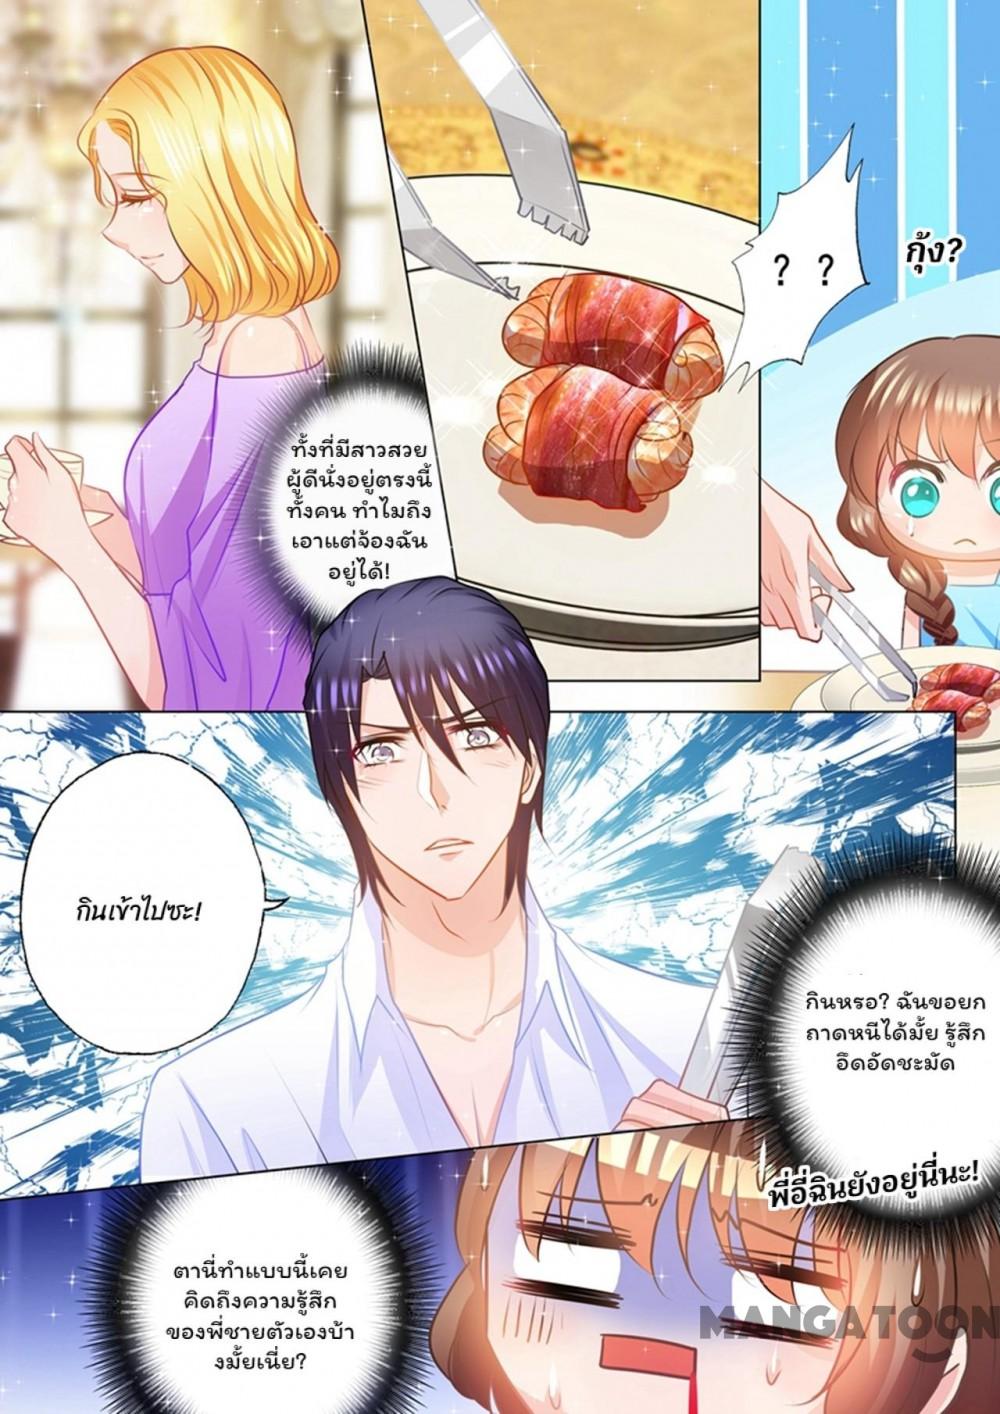 ? ?
กุ้ง?
ทั้งที่มีสาวสวย
ผู้ดีนั่งอยู่ตรงนี้
ทั้งคน ทำไมถึง
เอาแต่จ้องฉัน
อยู่ได้!
กินเข้าไปซะ!
กินหรอ? ฉันขอยก
ถาดหนีได้มั้ย รู้สึก
อึดอัดชะมัด
พี่อี่ฉินยังอยู่นี่นะ!
ตานี่ทำแบบนี้เคย
คิดถึงความรู้สึก
ของพี่ชายตัวเองบ้า
งมั้ยเนี่ย?
MANGATOON